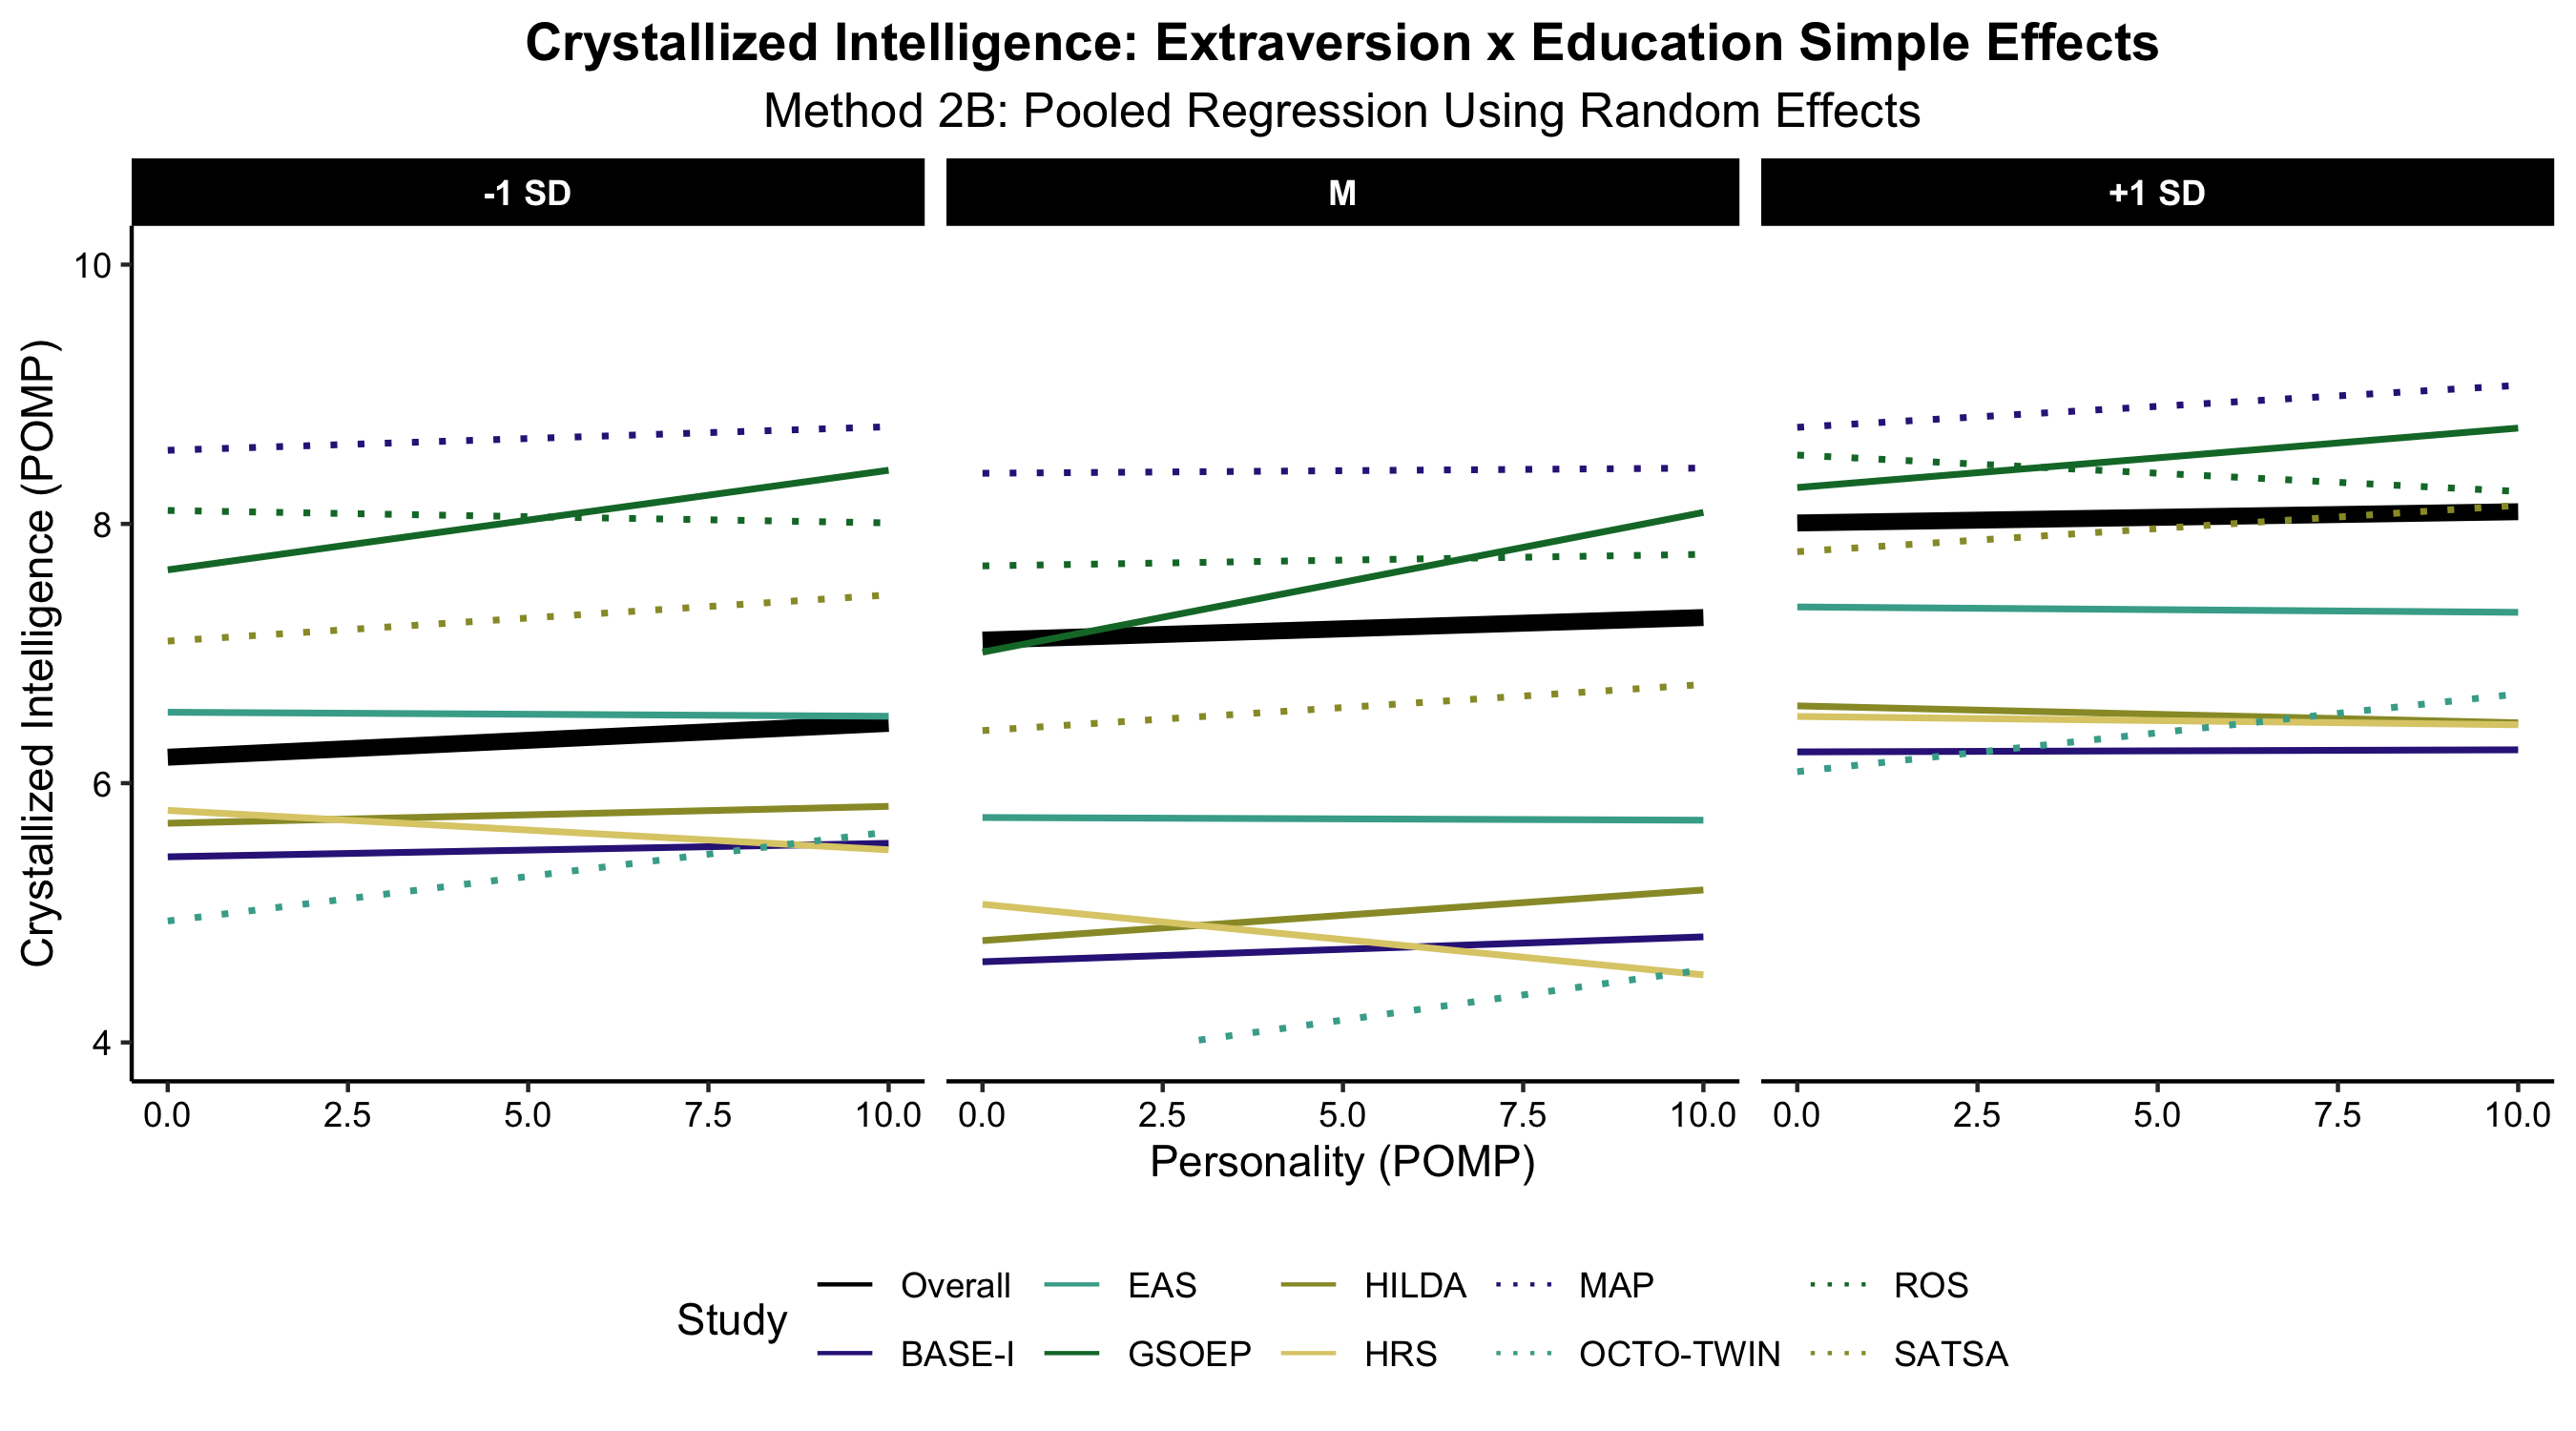 Crystallized Intelligence: Extraversion x Education Simple Effects
Method 2B: Pooled Regression Using Random Effects
-1 SD M +1 SD
Crystallized Intelligence (POMP)
10
8
6
4
0.0 2.5 5.0 7.5 10.0 0.0 2.5 5.0 7.5 10.0 0.0 2.5 5.0 7.5 10.0
Personality (POMP)
Study
Overall EAS HILDA MAP ROS
BASE-I GSOEP HRS OCTO-TWIN SATSA